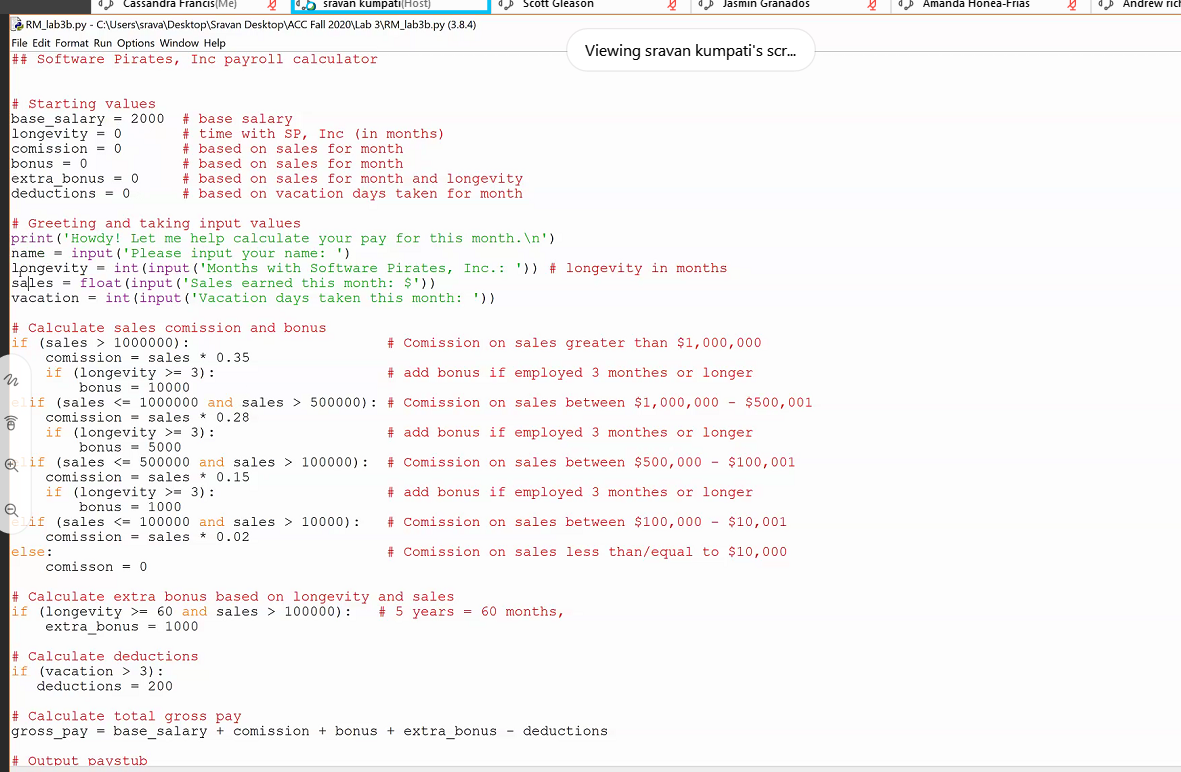 Cassandra Francis(Me) sravan kumpati(Host) Scott Gleason Jasmin Granados Amanda Honea-Frias Andrew
RM_lab3b.py - C:\Users\srava\Desktop\Sravan Desktop\ACC Fall 2020\Lab 3\RM_lab3b.py (3.8.4)
File Edit Format Run Options Window Help
Viewing sravan kumpati's scr...
## Software Pirates, Inc payroll calculator
# Starting values
base_salary = 2000  # base salary
longevity = 0       # time with SP, Inc (in months)
comission = 0       # based on sales for month
bonus = 0           # based on sales for month
extra_bonus = 0     # based on sales for month and longevity
deductions = 0      # based on vacation days taken for month
# Greeting and taking input values
print('Howdy! Let me help calculate your pay for this month.\n')
name = input('Please input your name: ')
longevity = int(input('Months with Software Pirates, Inc.: ')) # longevity in months
sales = float(input('Sales earned this month: $'))
vacation = int(input('Vacation days taken this month: '))
# Calculate sales comission and bonus
if (sales > 1000000):                       # Comission on sales greater than $1,000,000
    comission = sales * 0.35
    if (longevity >= 3):                    # add bonus if employed 3 monthes or longer
        bonus = 10000
elif (sales <= 1000000 and sales > 500000): # Comission on sales between $1,000,000 - $500,001
    comission = sales * 0.28
    if (longevity >= 3):                    # add bonus if employed 3 monthes or longer
        bonus = 5000
elif (sales <= 500000 and sales > 100000):  # Comission on sales between $500,000 - $100,001
    comission = sales * 0.15
    if (longevity >= 3):                    # add bonus if employed 3 monthes or longer
        bonus = 1000
elif (sales <= 100000 and sales > 10000):   # Comission on sales between $100,000 - $10,001
    comission = sales * 0.02
else:                                       # Comission on sales less than/equal to $10,000
    comisson = 0
# Calculate extra bonus based on longevity and sales
if (longevity >= 60 and sales > 100000):   # 5 years = 60 months,
    extra_bonus = 1000
# Calculate deductions
if (vacation > 3):
   deductions = 200
# Calculate total gross pay
gross_pay = base_salary + comission + bonus + extra_bonus - deductions
# Output paystub